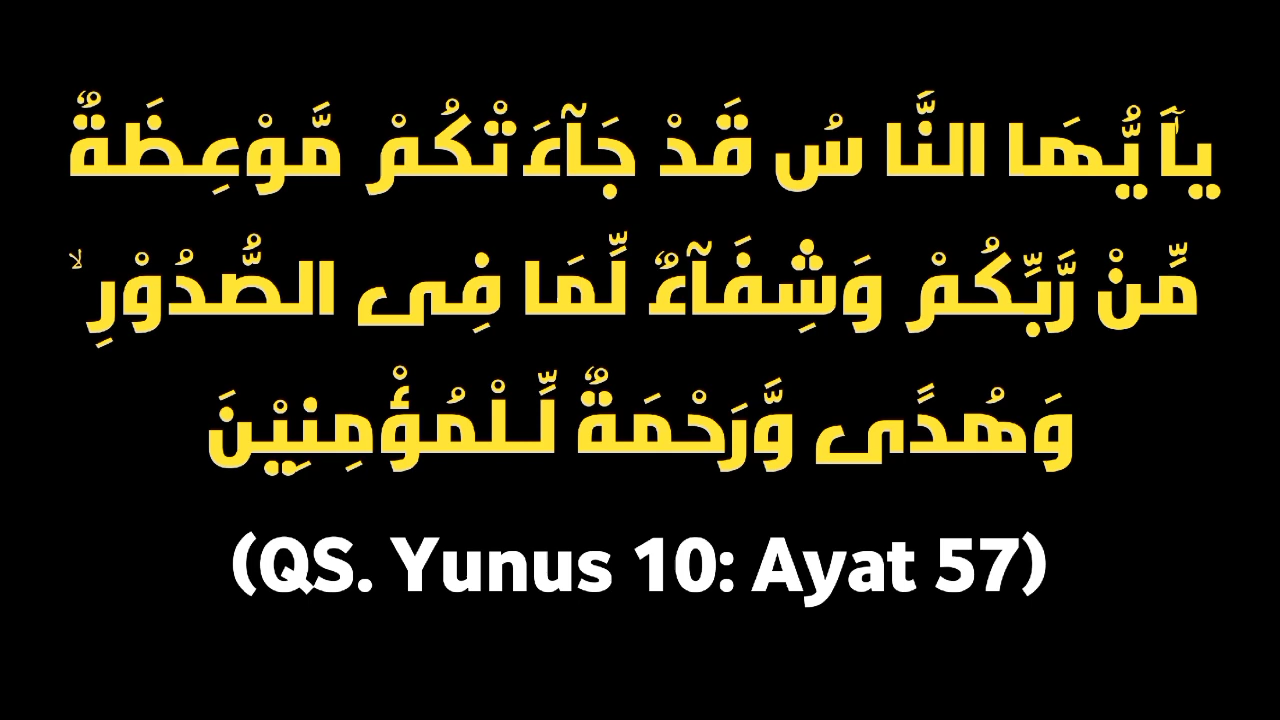 يٰۤاَ يُّهَا النَّا سُ قَدْ جَآءَتْكُمْ مَّوْعِظَةٌ
مِّنْ رَّبِّكُمْ وَشِفَآءٌ لِّمَا فِى الصُّدُوْرِ ۙ
وَهُدًى وَّرَحْمَةٌ لِّـلْمُؤْمِنِيْنَ
(QS. Yunus 10: Ayat 57)